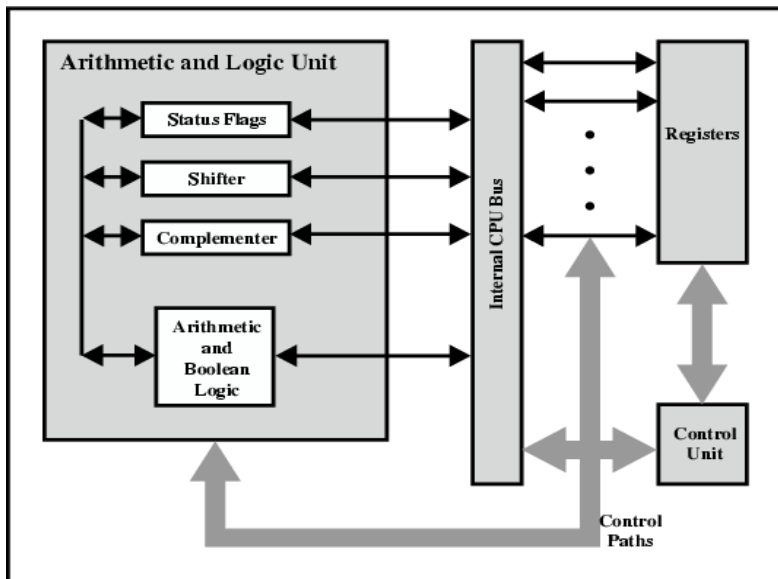 Arithmetic and Logic Unit
Status Flags
Shifter
Complementer
Arithmetic
and
Boolean
Logic
Internal CPU Bus
Registers
Control
Unit
Control
Paths